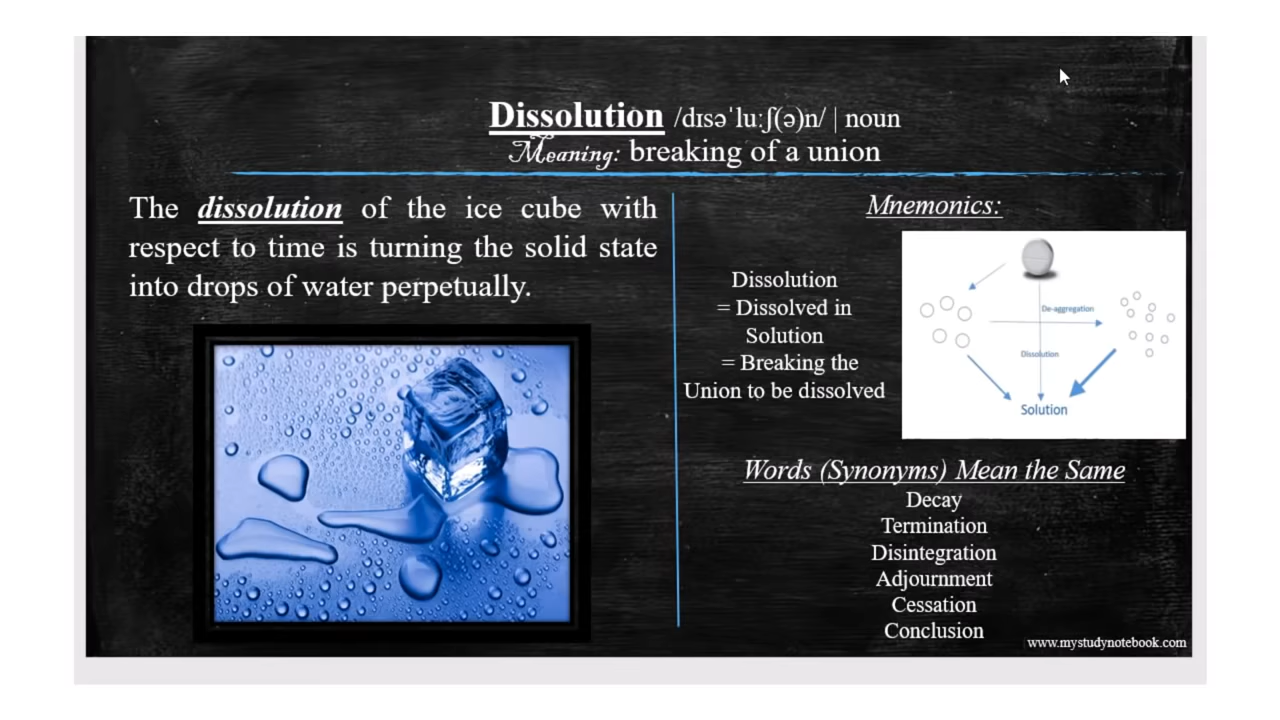 Dissolution /dɪsəˈluːʃ(ə)n/ | noun
Meaning: breaking of a union
The dissolution of the ice cube with
respect to time is turning the solid state
into drops of water perpetually.
Mnemonics:
Dissolution
= Dissolved in
Solution
= Breaking the
Union to be dissolved
De-aggregation
Dissolution
Solution
Words (Synonyms) Mean the Same
Decay
Termination
Disintegration
Adjournment
Cessation
Conclusion
www.mystudynotebook.com